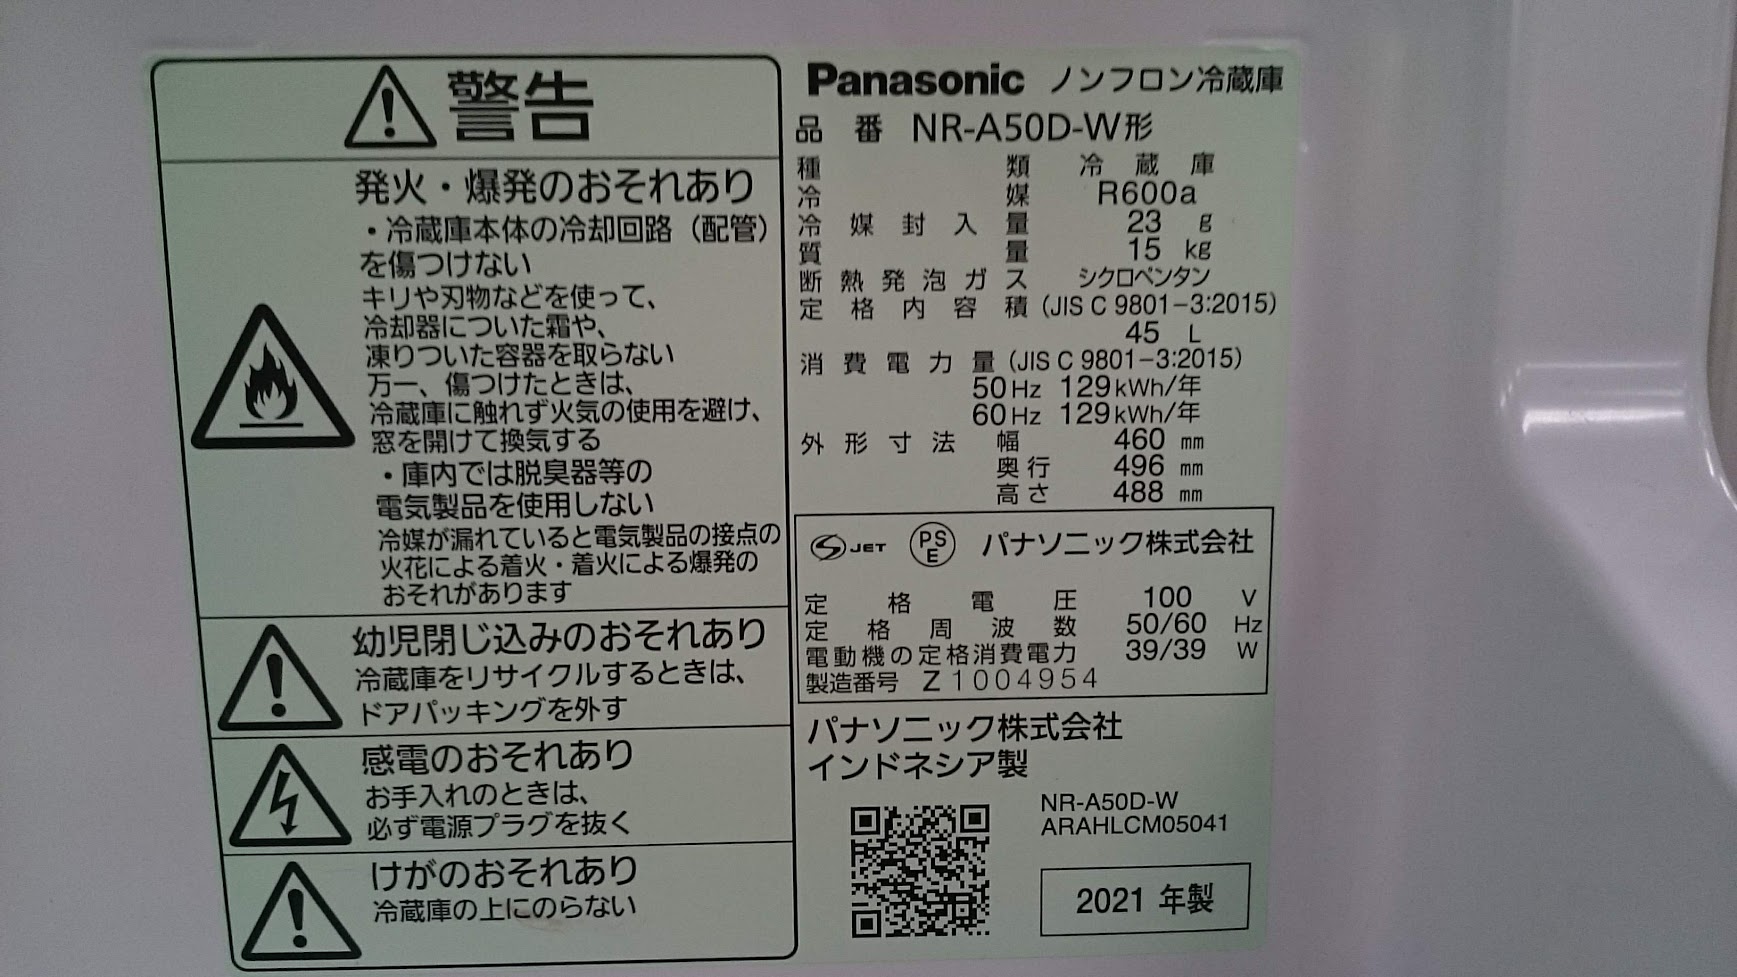 警告
発火・爆発のおそれあり
・冷蔵庫本体の冷却回路（配管）
を傷つけない
キリや刃物などを使って、
冷却器についた霜や、
凍りついた容器を取らない
万一、傷つけたときは、
冷蔵庫に触れず火気の使用を避け、
窓を開けて換気する
・庫内では脱臭器等の
電気製品を使用しない
冷媒が漏れていると電気製品の接点の
火花による着火・着火による爆発の
おそれがあります
幼児閉じ込みのおそれあり
冷蔵庫をリサイクルするときは、
ドアパッキングを外す
感電のおそれあり
お手入れのときは、
必ず電源プラグを抜く
けがのおそれあり
冷蔵庫の上にのらない
Panasonic ノンフロン冷蔵庫
品番 NR-A50D-W形
種類 冷蔵庫
冷媒 R600a
冷媒封入量 23 g
質量 15 kg
断熱発泡ガス シクロペンタン
定格内容積 (JIS C 9801-3:2015)
45 L
消費電力量 (JIS C 9801-3:2015)
50Hz 129kWh/年
60Hz 129kWh/年
外形寸法 幅 460 mm
奥行 496 mm
高さ 488 mm
S JET PS E パナソニック株式会社
定格電圧 100 V
定格周波数 50/60 Hz
電動機の定格消費電力 39/39 W
製造番号 Z1004954
パナソニック株式会社
インドネシア製
NR-A50D-W
ARAHLCM05041
2021 年製